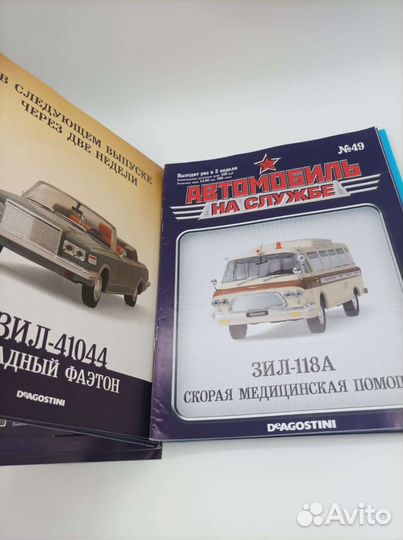 В СЛЕДУЮЩЕМ ВЫПУСКЕ
ЧЕРЕЗ ДВЕ НЕДЕЛИ
ЗИЛ-41044
АДНЫЙ ФАЭТОН
DeAGOSTINI
№49
Выходит раз в 2 недели
АВТОМОБИЛЬ
НА СЛУЖБЕ
ЗИЛ-118А
СКОРАЯ МЕДИЦИНСКАЯ ПОМОЩ
DeAGOSTINI
Avito